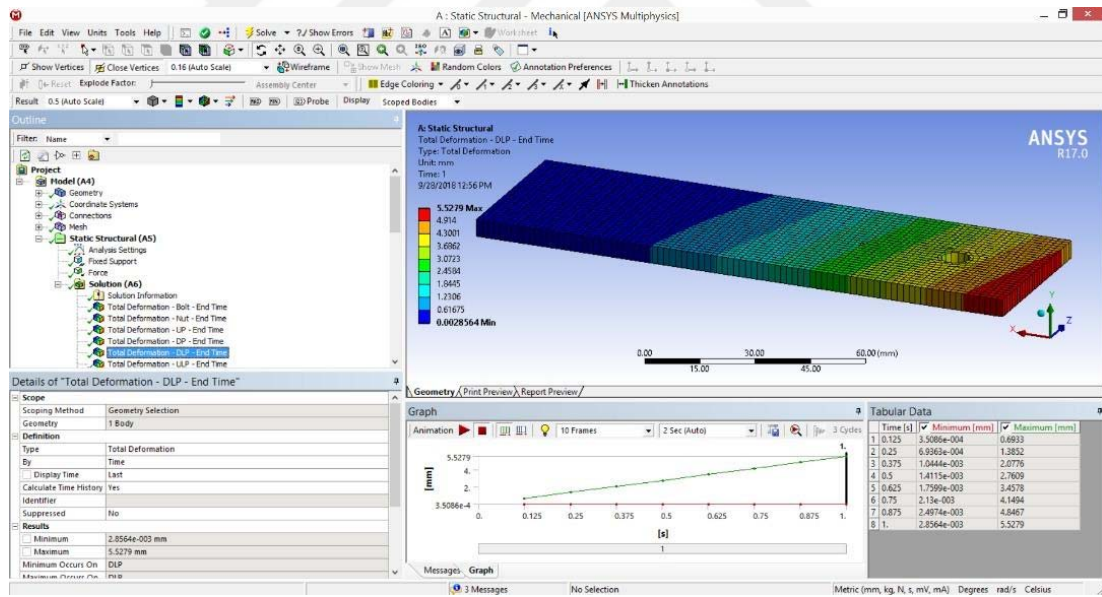 A : Static Structural - Mechanical [ANSYS Multiphysics]
File Edit View Units Tools Help Solve ?/ Show Errors Worksheet
Show Vertices Close Vertices 0.16 (Auto Scale) Wireframe Show Mesh Random Colors Annotation Preferences
Reset Explode Factor: Assembly Center Edge Coloring Thicken Annotations
Result 0.5 (Auto Scale) Probe Display Scoped Bodies
Outline
Filter: Name
Project
Model (A4)
Geometry
Coordinate Systems
Connections
Mesh
Static Structural (A5)
Analysis Settings
Fixed Support
Force
Solution (A6)
Solution Information
Total Deformation - Bolt - End Time
Total Deformation - Nut - End Time
Total Deformation - UP - End Time
Total Deformation - DP - End Time
Total Deformation - DLP - End Time
Total Deformation - ULP - End Time
Details of "Total Deformation - DLP - End Time"
Scope
Scoping Method Geometry Selection
Geometry 1 Body
Definition
Type Total Deformation
By Time
Display Time Last
Calculate Time History Yes
Identifier
Suppressed No
Results
Minimum 2.8564e-003 mm
Maximum 5.5279 mm
Minimum Occurs On DLP
Maximum Occurs On DLP
A: Static Structural
Total Deformation - DLP - End Time
Type: Total Deformation
Unit: mm
Time: 1
9/28/2018 12:56 PM
5.5279 Max
4.914
4.3001
3.6862
3.0723
2.4584
1.8445
1.2306
0.61675
0.0028564 Min
ANSYS
R17.0
Y
X
Z
0.00 30.00 60.00 (mm)
15.00 45.00
Geometry Print Preview Report Preview
Graph
Animation 10 Frames 2 Sec (Auto) 3 Cycles
1.
5.5279
4.
2.
3.5086e-4
[mm]
0. 0.125 0.25 0.375 0.5 0.625 0.75 0.875 1.
[s]
1
Messages Graph
Tabular Data
Time [s] Minimum [mm] Maximum [mm]
1 0.125 3.5086e-004 0.6933
2 0.25 6.9363e-004 1.3852
3 0.375 1.0444e-003 2.0776
4 0.5 1.4115e-003 2.7609
5 0.625 1.7599e-003 3.4578
6 0.75 2.13e-003 4.1494
7 0.875 2.4974e-003 4.8467
8 1. 2.8564e-003 5.5279
3 Messages No Selection Metric (mm, kg, N, s, mV, mA) Degrees rad/s Celsius